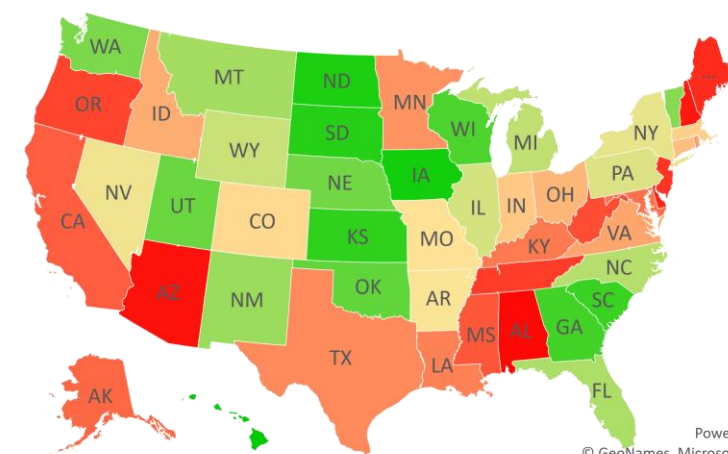 WA
MT
ND
MN
OR
ID
SD
WI
MI
NY
WY
IA
PA
NE
NV
UT
IL
IN
OH
CO
CA
KS
MO
KY
VA
NC
AZ
NM
OK
AR
SC
MS
AL
GA
TX
LA
AK
FL
...
Powe
© GeoNames, Microsof